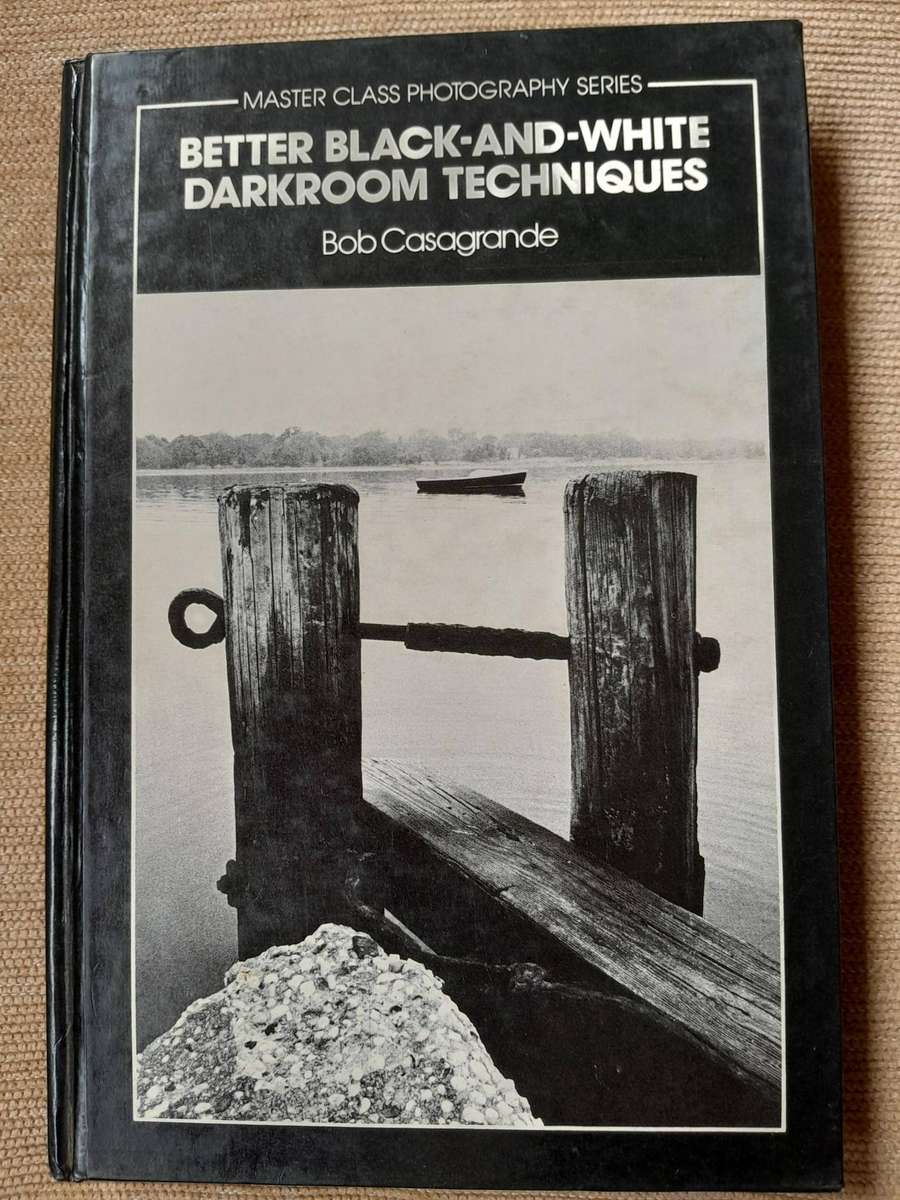 MASTER CLASS PHOTOGRAPHY SERIES
BETTER BLACK-AND-WHITE
DARKROOM TECHNIQUES
Bob Casagrande